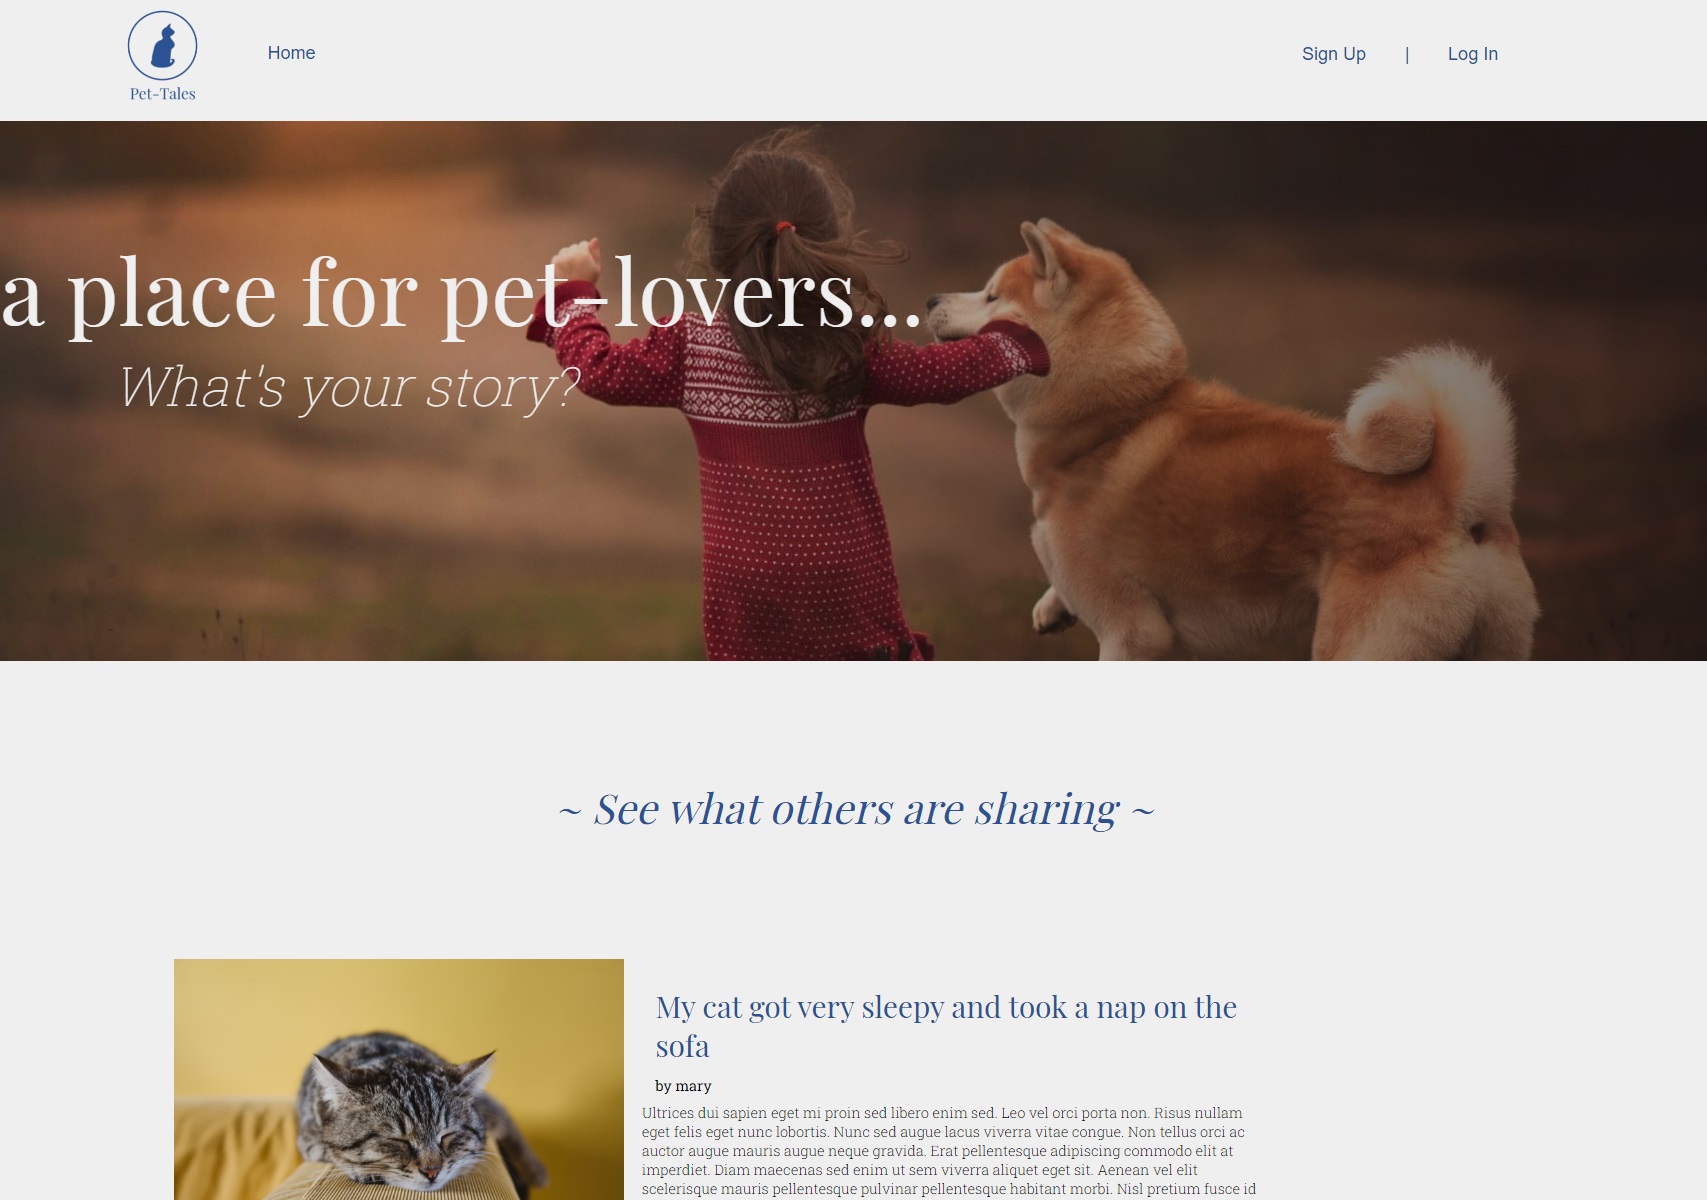 Home
Sign Up | Log In
Pet-Tales
a place for pet-lovers...
What's your story?
~ See what others are sharing ~
My cat got very sleepy and took a nap on the
sofa
by mary
Ultrices dui sapien eget mi proin sed libero enim sed. Leo vel orci porta non. Risus nullam
eget felis eget nunc lobortis. Nunc sed augue lacus viverra vitae congue. Non tellus orci ac
auctor augue mauris augue neque gravida. Erat pellentesque adipiscing commodo elit at
imperdiet. Diam maecenas sed enim ut sem viverra aliquet eget sit. Aenean vel elit
scelerisque mauris pellentesque pulvinar pellentesque habitant morbi. Nisl pretium fusce id